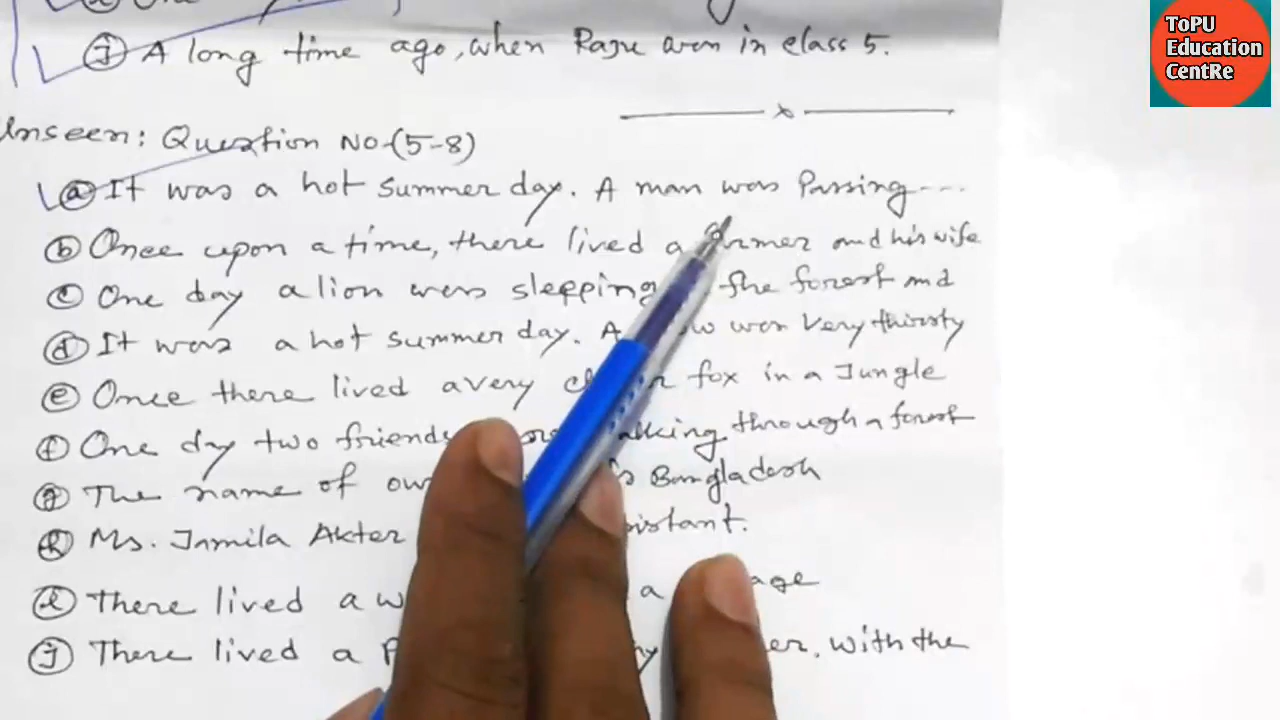 ToPU
Education
CentRe
(j) A long time ago, when Raju was in class 5.
Unseen: Question No-(5-8)
(a) It was a hot summer day. A man was Passing----
(b) Once upon a time, there lived a farmer and his wife
(c) One day a lion was sleeping the forest and
(d) It was a hot summer day. A was very thirsty
(e) Once there lived a very fox in a Jungle
(f) One day two friends walking through a forest
(g) The name of our Bangladesh
(h) Ms. Jamila Akter
(i) There lived a a
(j) There lived a with the